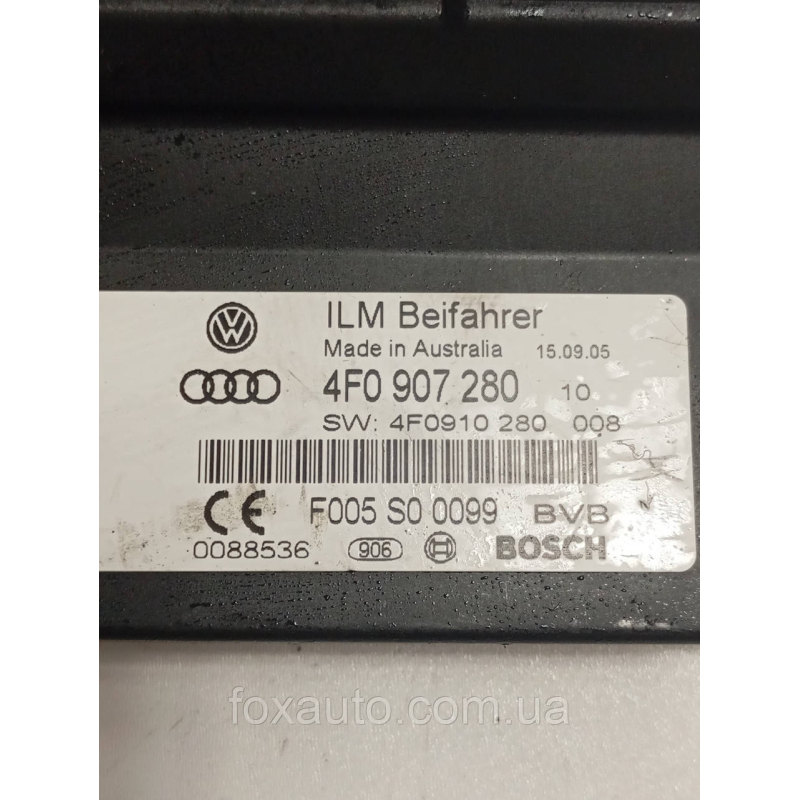 ILM Beifahrer
Made in Australia 15.09.05
4F0 907 280 10
SW: 4F0910 280 008
F005 S0 0099 BVB
0088536 906 BOSCH
foxauto.com.ua